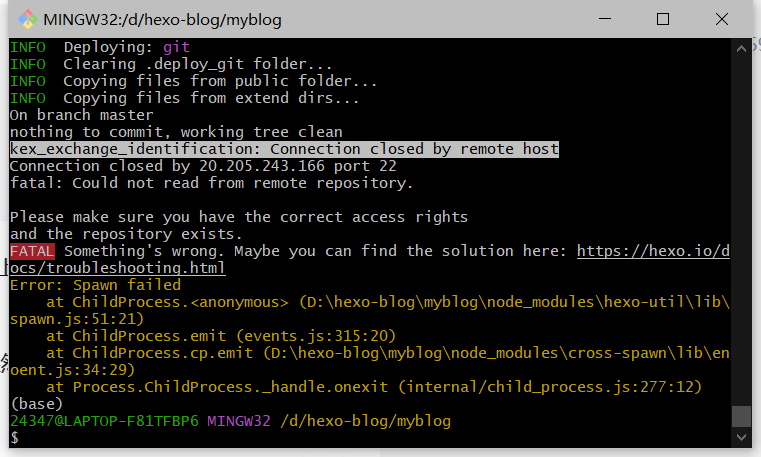 MINGW32:/d/hexo-blog/myblog
INFO  Deploying: git
INFO  Clearing .deploy_git folder...
INFO  Copying files from public folder...
INFO  Copying files from extend dirs...
On branch master
nothing to commit, working tree clean
kex_exchange_identification: Connection closed by remote host
Connection closed by 20.205.243.166 port 22
fatal: Could not read from remote repository.

Please make sure you have the correct access rights
and the repository exists.
FATAL Something's wrong. Maybe you can find the solution here: https://hexo.io/d
ocs/troubleshooting.html
Error: Spawn failed
    at ChildProcess.<anonymous> (D:\hexo-blog\myblog\node_modules\hexo-util\lib\
spawn.js:51:21)
    at ChildProcess.emit (events.js:315:20)
    at ChildProcess.cp.emit (D:\hexo-blog\myblog\node_modules\cross-spawn\lib\en
oent.js:34:29)
    at Process.ChildProcess._handle.onexit (internal/child_process.js:277:12)
(base)
24347@LAPTOP-F81TFBP6 MINGW32 /d/hexo-blog/myblog
$